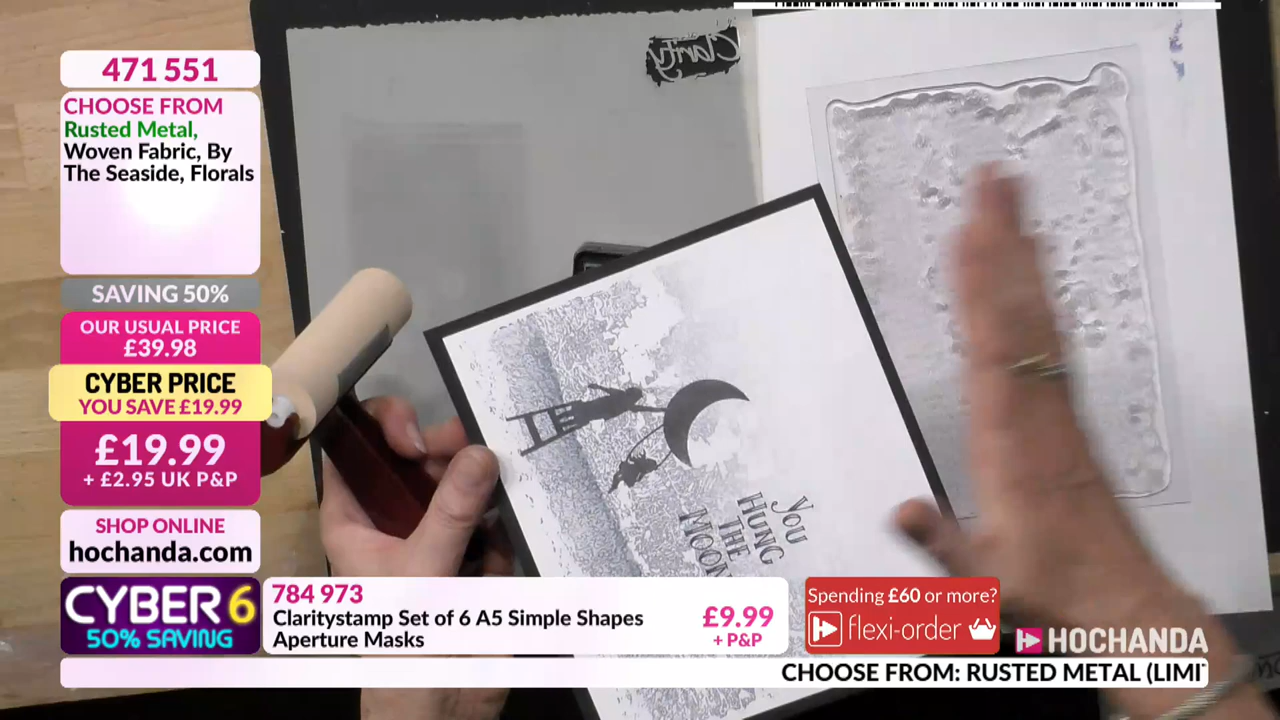 471 551
CHOOSE FROM
Rusted Metal,
Woven Fabric, By
The Seaside, Florals
SAVING 50%
OUR USUAL PRICE
£39.98
CYBER PRICE
YOU SAVE £19.99
£19.99
+ £2.95 UK P&P
SHOP ONLINE
hochanda.com
CYBER 6
50% SAVING
784 973
Claritystamp Set of 6 A5 Simple Shapes
Aperture Masks
£9.99
+ P&P
Spending £60 or more?
flexi-order
HOCHANDA
CHOOSE FROM: RUSTED METAL (LIMI
Clarity
YOU
HUNG
THE
MOON